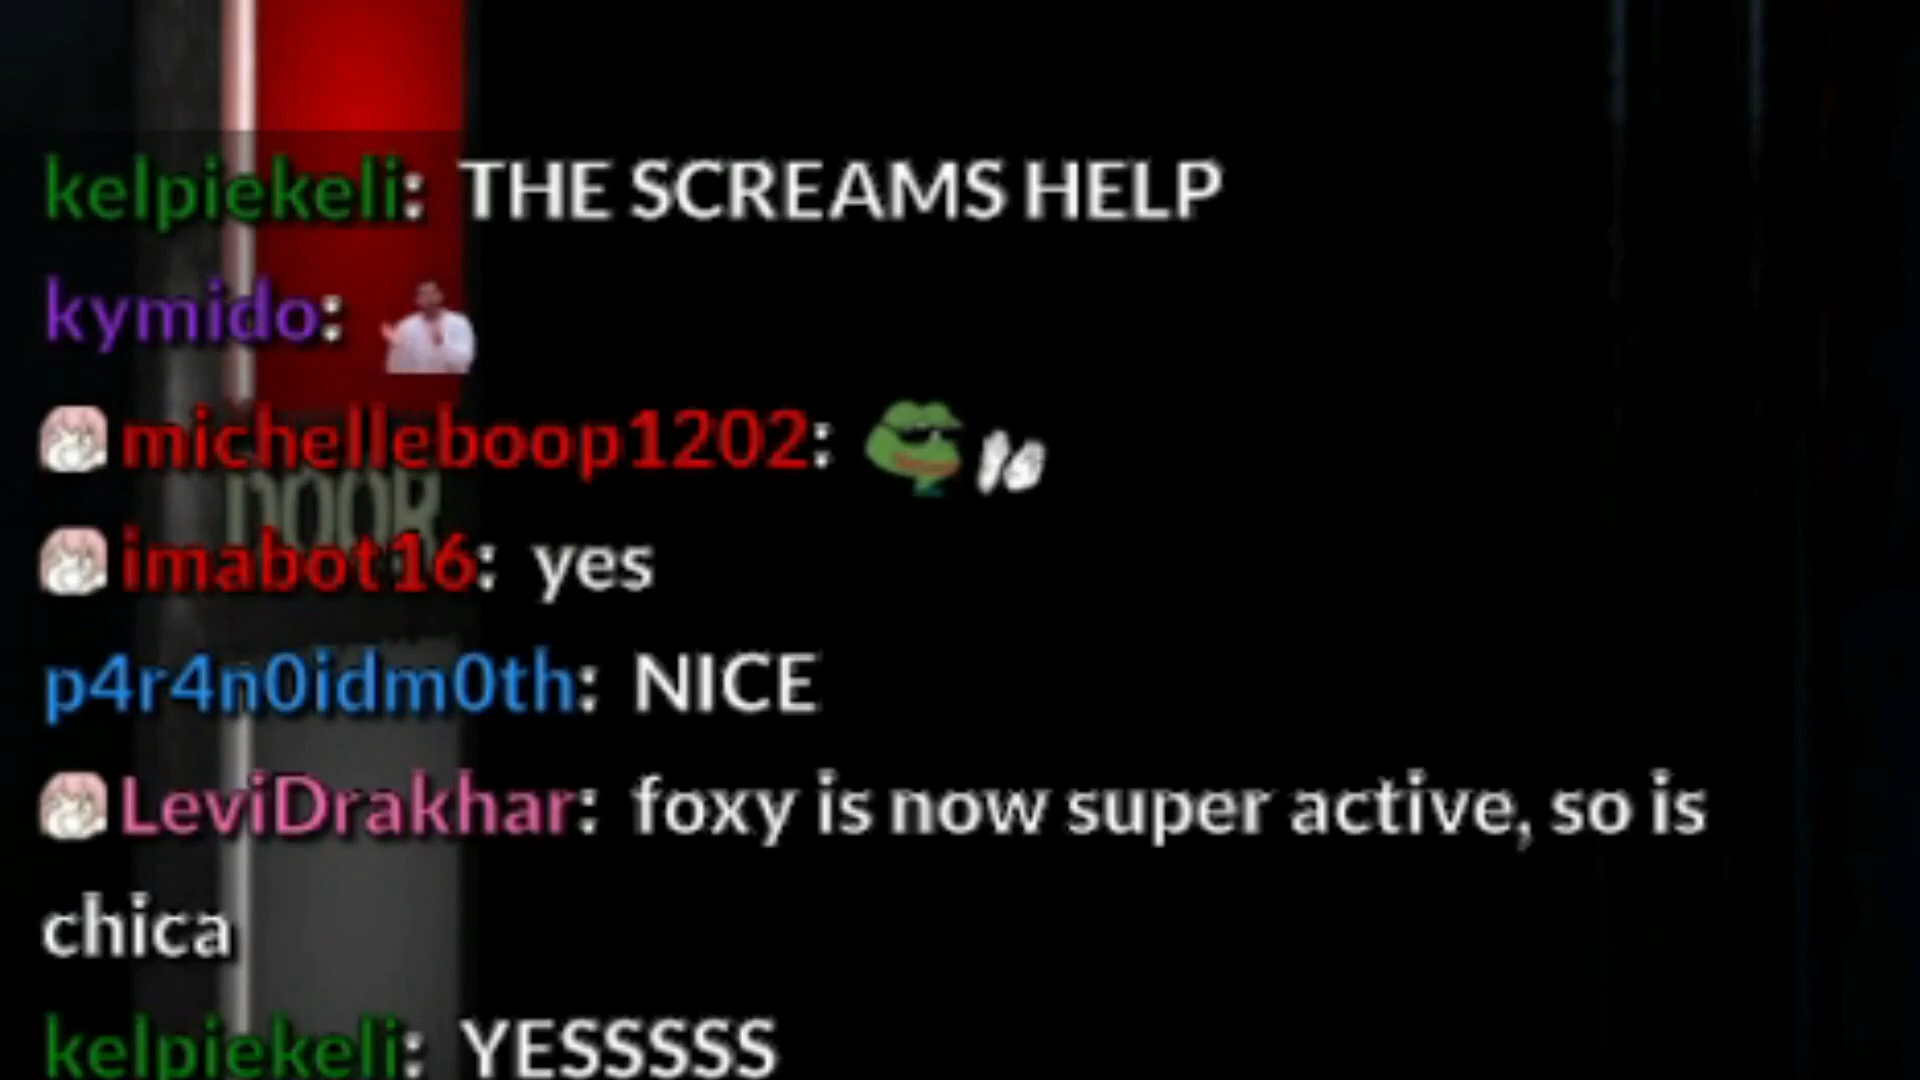 kelpiekeli: THE SCREAMS HELP
kymido:
michelleboop1202:
DOOR
imabot16: yes
p4r4n0idm0th: NICE
LeviDrakhar: foxy is now super active, so is
chica
kelpiekeli: YESSSSS